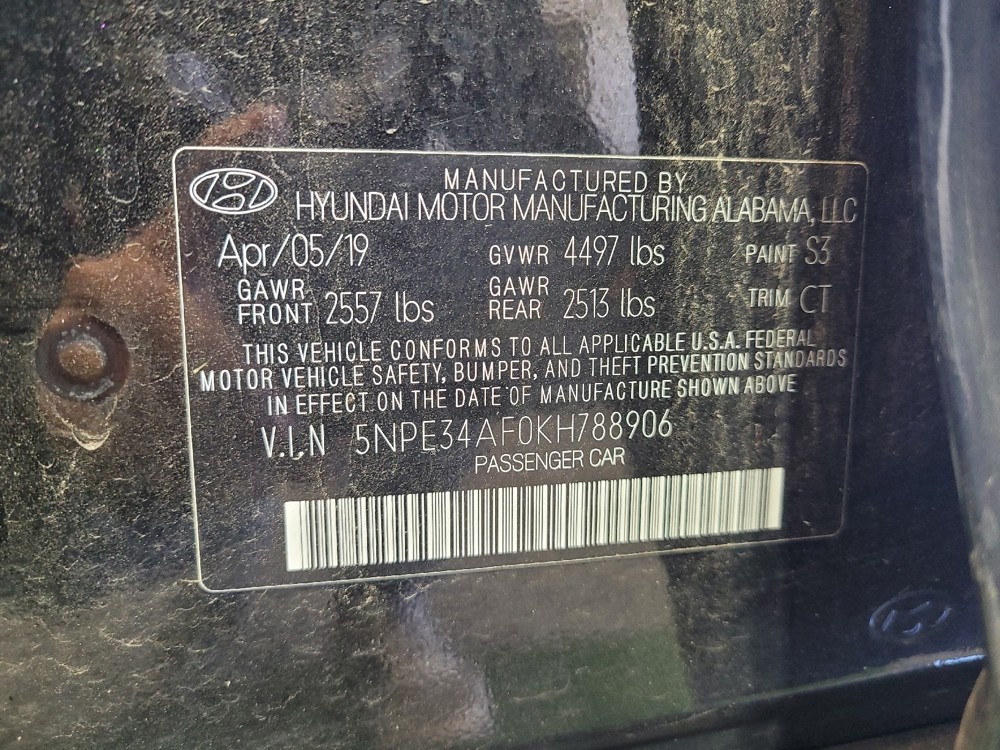 MANUFACTURED BY
HYUNDAI MOTOR MANUFACTURING ALABAMA, LLC
Apr/05/19 GVWR 4497 lbs PAINT S3
GAWR FRONT 2557 lbs GAWR REAR 2513 lbs TRIM CT
THIS VEHICLE CONFORMS TO ALL APPLICABLE U.S.A. FEDERAL
MOTOR VEHICLE SAFETY, BUMPER, AND THEFT PREVENTION STANDARDS
IN EFFECT ON THE DATE OF MANUFACTURE SHOWN ABOVE
V.I.N 5NPE34AF0KH788906
PASSENGER CAR